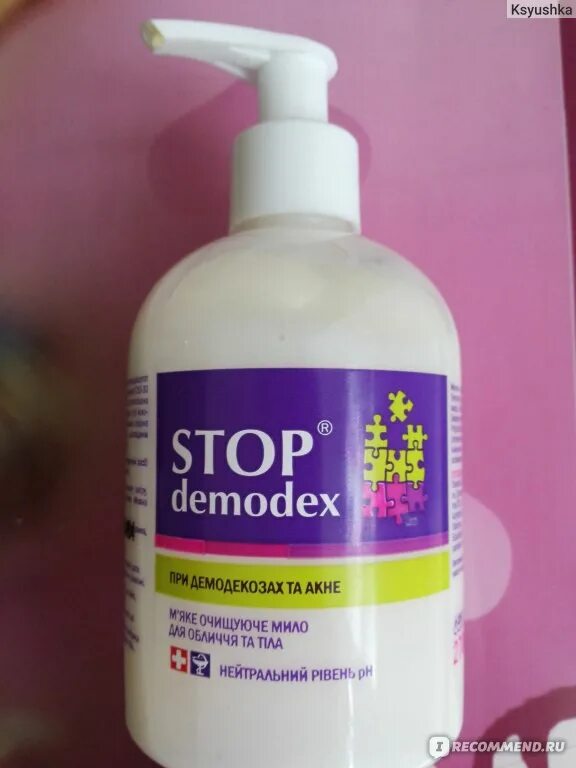 Ksyushka
STOP®
demodex
ПРИ ДЕМОДЕКОЗАХ ТА АКНЕ
М'ЯКЕ ОЧИЩУЮЧЕ МИЛО
ДЛЯ ОБЛИЧЧЯ ТА ТІЛА
НЕЙТРАЛЬНИЙ РІВЕНЬ pH
I RECOMMEND.RU